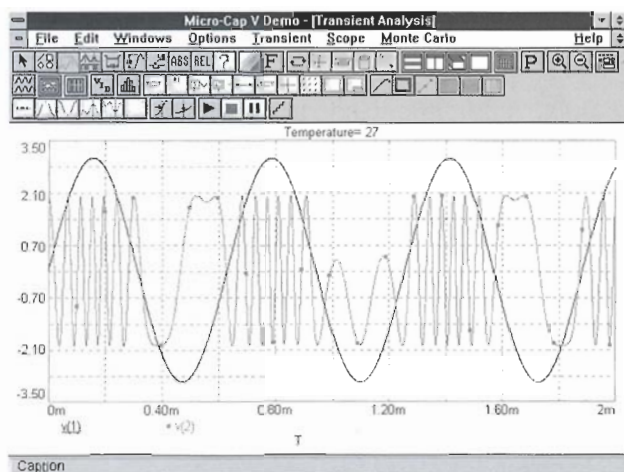 Micro-Cap V Demo - [Transient Analysis]
File Edit Windows Options Transient Scope Monte Carlo Help
ABS REL ? F P
Temperature= 27
3.50
2.10
0.70
-0.70
-2.10
-3.50
0m 0.40m 0.80m 1.20m 1.60m 2m
v(1) v(2)
T
Caption